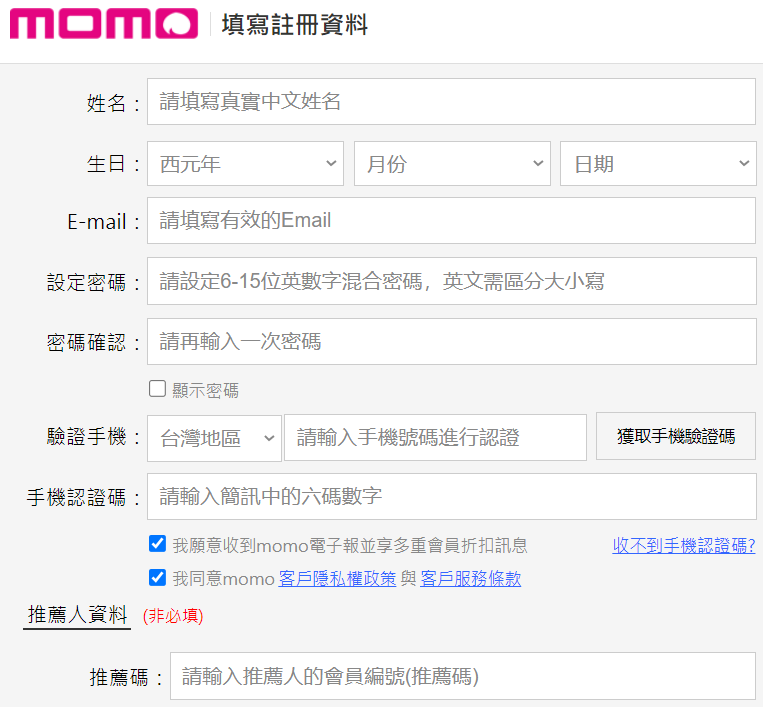 momo 填寫註冊資料
姓名： 請填寫真實中文姓名
生日： 西元年 月份 日期
E-mail： 請填寫有效的Email
設定密碼： 請設定6-15位英數字混合密碼，英文需區分大小寫
密碼確認： 請再輸入一次密碼
顯示密碼
驗證手機： 台灣地區 請輸入手機號碼進行認證 獲取手機驗證碼
手機認證碼： 請輸入簡訊中的六碼數字
我願意收到momo電子報並享多重會員折扣訊息 收不到手機認證碼?
我同意momo 客戶隱私權政策 與 客戶服務條款
推薦人資料 (非必填)
推薦碼： 請輸入推薦人的會員編號(推薦碼)